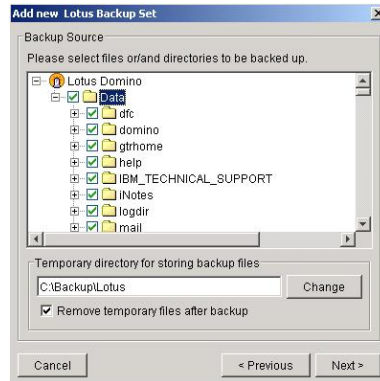 Add new Lotus Backup Set
Backup Source
Please select files or/and directories to be backed up.
Lotus Domino
Data
dfc
domino
gtrhome
help
IBM_TECHNICAL_SUPPORT
iNotes
logdir
mail
Temporary directory for storing backup files
C:\Backup\Lotus
Change
Remove temporary files after backup
Cancel
< Previous
Next >